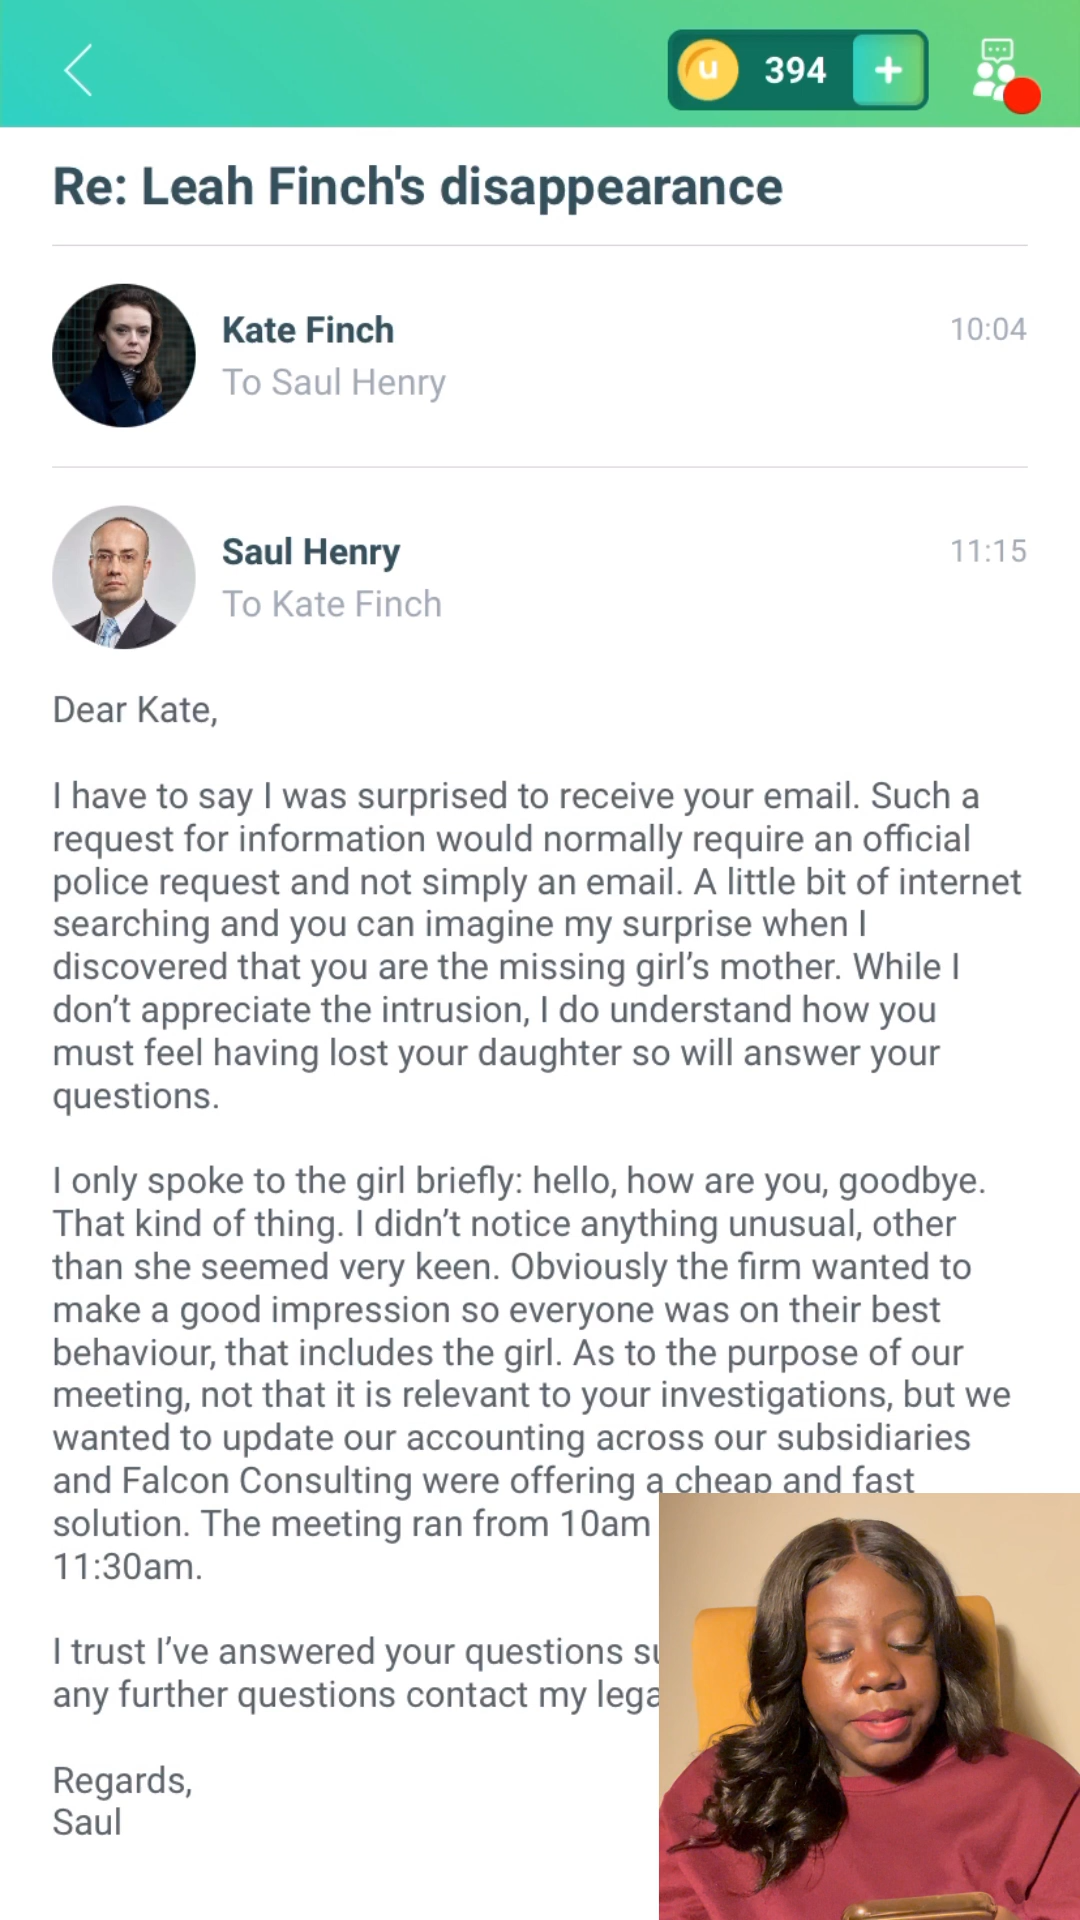 u 394 +
Re: Leah Finch's disappearance
Kate Finch 10:04
To Saul Henry
Saul Henry 11:15
To Kate Finch
Dear Kate,
I have to say I was surprised to receive your email. Such a
request for information would normally require an official
police request and not simply an email. A little bit of internet
searching and you can imagine my surprise when I
discovered that you are the missing girl’s mother. While I
don’t appreciate the intrusion, I do understand how you
must feel having lost your daughter so will answer your
questions.
I only spoke to the girl briefly: hello, how are you, goodbye.
That kind of thing. I didn’t notice anything unusual, other
than she seemed very keen. Obviously the firm wanted to
make a good impression so everyone was on their best
behaviour, that includes the girl. As to the purpose of our
meeting, not that it is relevant to your investigations, but we
wanted to update our accounting across our subsidiaries
and Falcon Consulting were offering a cheap and fast
solution. The meeting ran from 10am
11:30am.
I trust I’ve answered your questions
any further questions contact my
Regards,
Saul